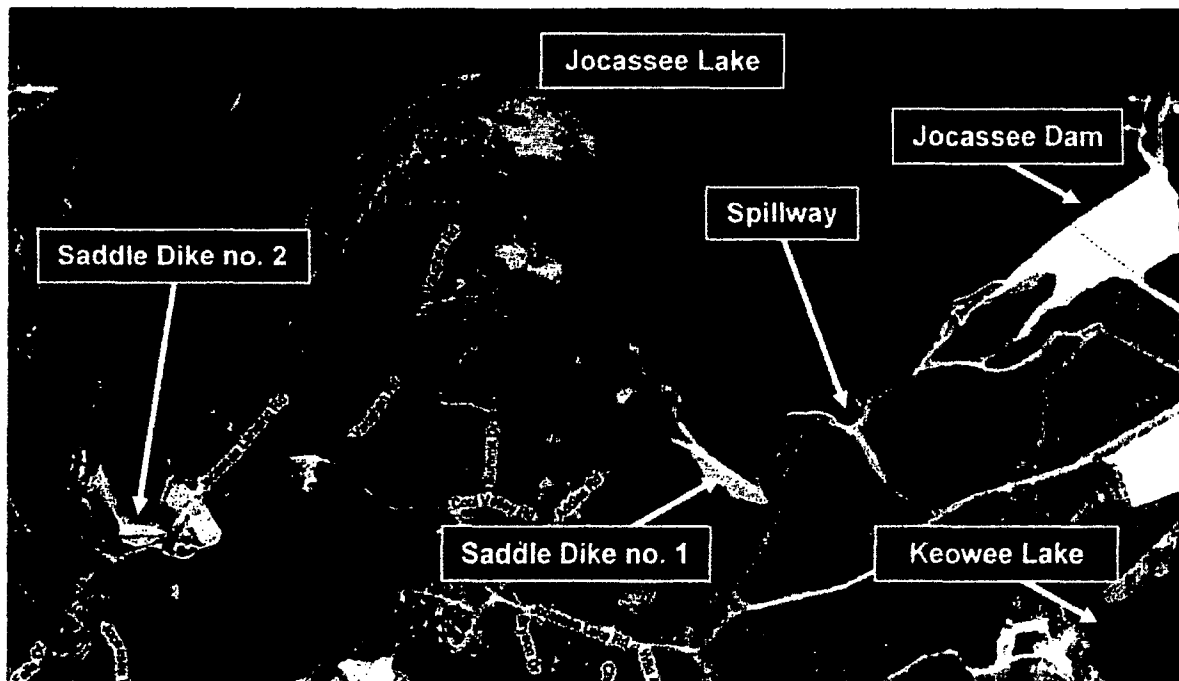 Jocassee Lake
Jocassee Dam
Spillway
Saddle Dike no. 2
Saddle Dike no. 1
Keowee Lake